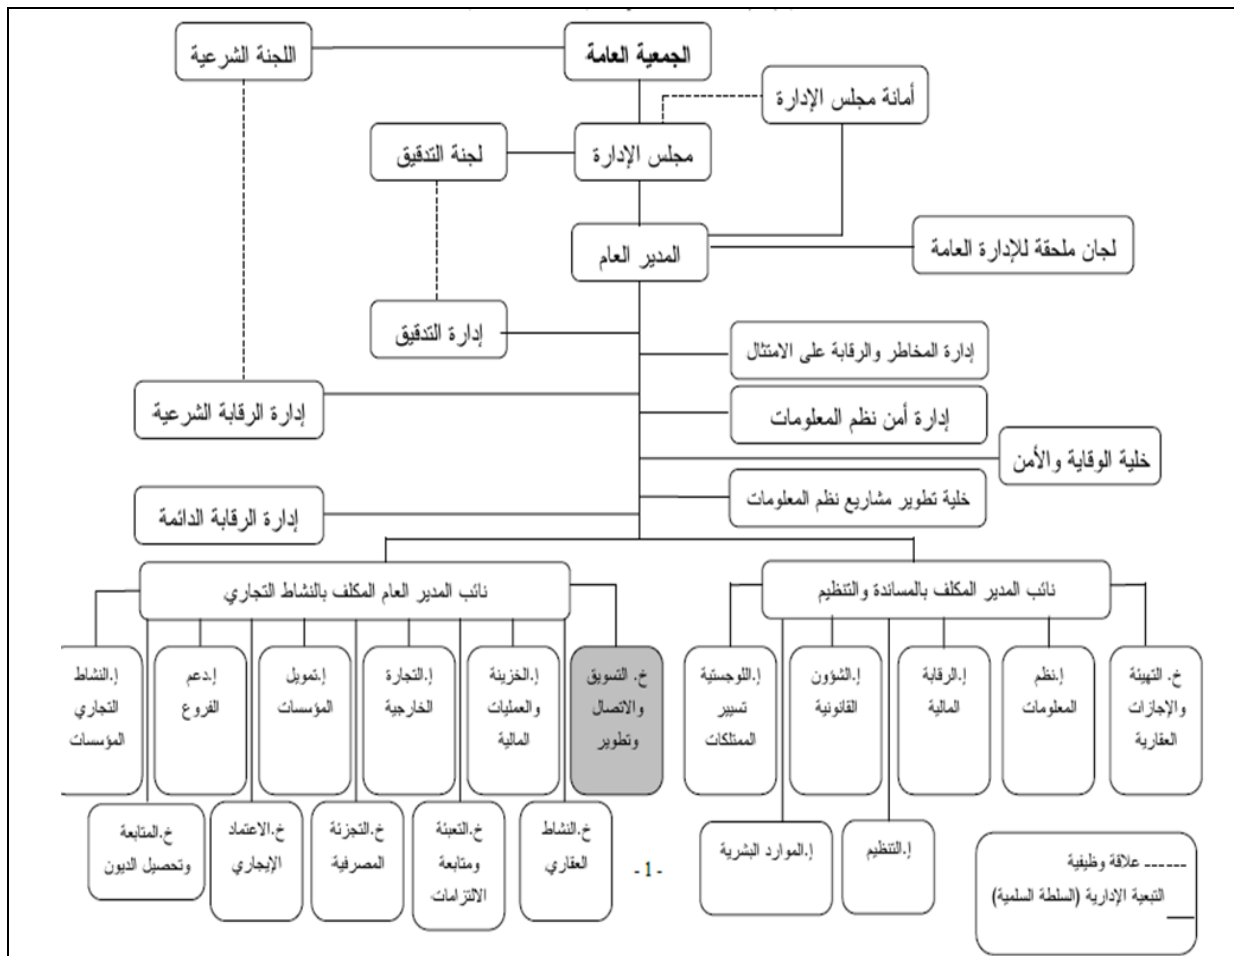 الجمعية العامة
اللجنة الشرعية
أمانة مجلس الإدارة
مجلس الإدارة
لجنة التدقيق
المدير العام
لجان ملحقة للإدارة العامة
إدارة التدقيق
إدارة المخاطر والرقابة على الامتثال
إدارة الرقابة الشرعية
إدارة أمن نظم المعلومات
خلية الوقاية والأمن
خلية تطوير مشاريع نظم المعلومات
إدارة الرقابة الدائمة
نائب المدير المكلف بالمساندة والتنظيم
نائب المدير العام المكلف بالنشاط التجاري
خ. التهيئة
والإجازات
العقارية
إ.نظم
المعلومات
إ.الرقابة
المالية
إ.الشؤون
القانونية
إ.اللوجستية
تسيير
الممتلكات
خ. التسويق
والاتصال
وتطوير
إ.الخزينة
والعمليات
المالية
إ.التجارة
الخارجية
إ.تمويل
المؤسسات
إ.دعم
الفروع
إ.النشاط
التجاري
المؤسسات
إ.التنظيم
إ.الموارد البشرية
خ.النشاط
العقاري
خ.التعبئة
ومتابعة
الالتزامات
خ.التجزئة
المصرفية
خ.الاعتماد
الإيجاري
خ.المتابعة
وتحصيل الديون
-1-
------ علاقة وظيفية
التبعية الإدارية (السلطة السلمية)